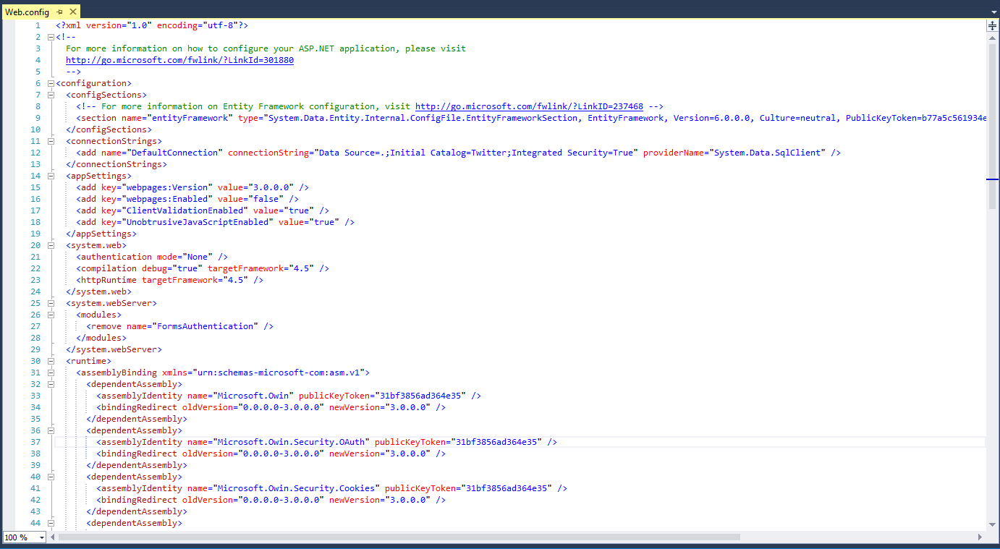 Web.config
1 <?xml version="1.0" encoding="utf-8"?>
2 <!--
3 For more information on how to configure your ASP.NET application, please visit
4 http://go.microsoft.com/fwlink/?LinkId=301880
5 -->
6 <configuration>
7 <configSections>
8 <!-- For more information on Entity Framework configuration, visit http://go.microsoft.com/fwlink/?LinkID=237468 -->
9 <section name="entityFramework" type="System.Data.Entity.Internal.ConfigFile.EntityFrameworkSection, EntityFramework, Version=6.0.0.0, Culture=neutral, PublicKeyToken=b77a5c561934e
10 </configSections>
11 <connectionStrings>
12 <add name="DefaultConnection" connectionString="Data Source=.;Initial Catalog=Twitter;Integrated Security=True" providerName="System.Data.SqlClient" />
13 </connectionStrings>
14 <appSettings>
15 <add key="webpages:Version" value="3.0.0.0" />
16 <add key="webpages:Enabled" value="false" />
17 <add key="ClientValidationEnabled" value="true" />
18 <add key="UnobtrusiveJavaScriptEnabled" value="true" />
19 </appSettings>
20 <system.web>
21 <authentication mode="None" />
22 <compilation debug="true" targetFramework="4.5" />
23 <httpRuntime targetFramework="4.5" />
24 </system.web>
25 <system.webServer>
26 <modules>
27 <remove name="FormsAuthentication" />
28 </modules>
29 </system.webServer>
30 <runtime>
31 <assemblyBinding xmlns="urn:schemas-microsoft-com:asm.v1">
32 <dependentAssembly>
33 <assemblyIdentity name="Microsoft.Owin" publicKeyToken="31bf3856ad364e35" />
34 <bindingRedirect oldVersion="0.0.0.0-3.0.0.0" newVersion="3.0.0.0" />
35 </dependentAssembly>
36 <dependentAssembly>
37 <assemblyIdentity name="Microsoft.Owin.Security.OAuth" publicKeyToken="31bf3856ad364e35" />
38 <bindingRedirect oldVersion="0.0.0.0-3.0.0.0" newVersion="3.0.0.0" />
39 </dependentAssembly>
40 <dependentAssembly>
41 <assemblyIdentity name="Microsoft.Owin.Security.Cookies" publicKeyToken="31bf3856ad364e35" />
42 <bindingRedirect oldVersion="0.0.0.0-3.0.0.0" newVersion="3.0.0.0" />
43 </dependentAssembly>
44 <dependentAssembly>
100 %